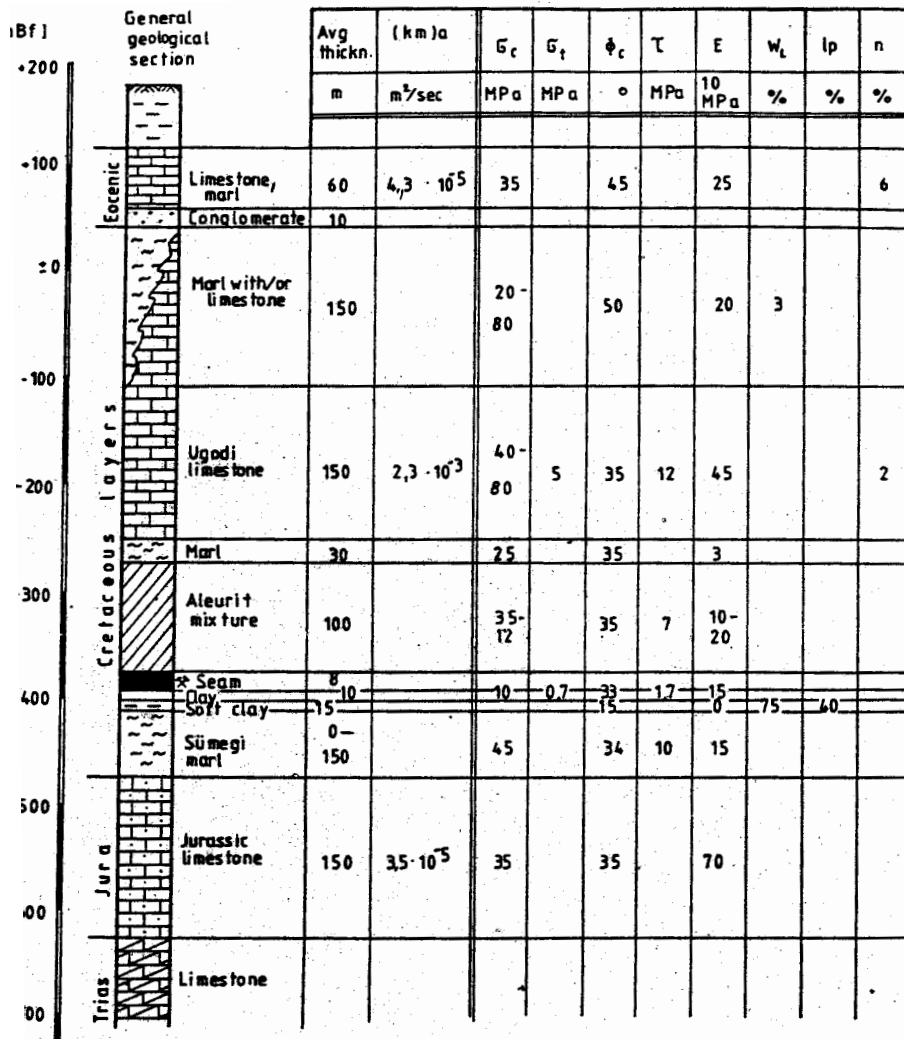 Bf]
General
geological
section
Avg
thickn.
(km)a
σc
σt
ϕc
τ
E
WL
Ip
n
m
m²/sec
MPa
MPa
°
MPa
10
MPa
%
%
%
+200
+100
±0
-100
-200
300
400
500
00
00
Eocenic
Limestone,
marl
60
4,,3 · 10⁻⁵
35
45
25
6
Conglomerate
10
Cretaceous layers
Marl with/or
limestone
150
20-
80
50
20
3
Ugodi
limestone
150
2,3 · 10⁻³
40-
80
5
35
12
45
2
Marl
30
25
35
3
Aleurit
mixture
100
35-
12
35
7
10-
20
Seam
8
Clay
10
10
0,7
33
1,7
15
Soft clay
15
15
0
75
40
Sümegi
marl
0-
150
45
34
10
15
Jura
Jurassic
limestone
150
3,5 · 10⁻⁵
35
35
70
Trias
Limestone